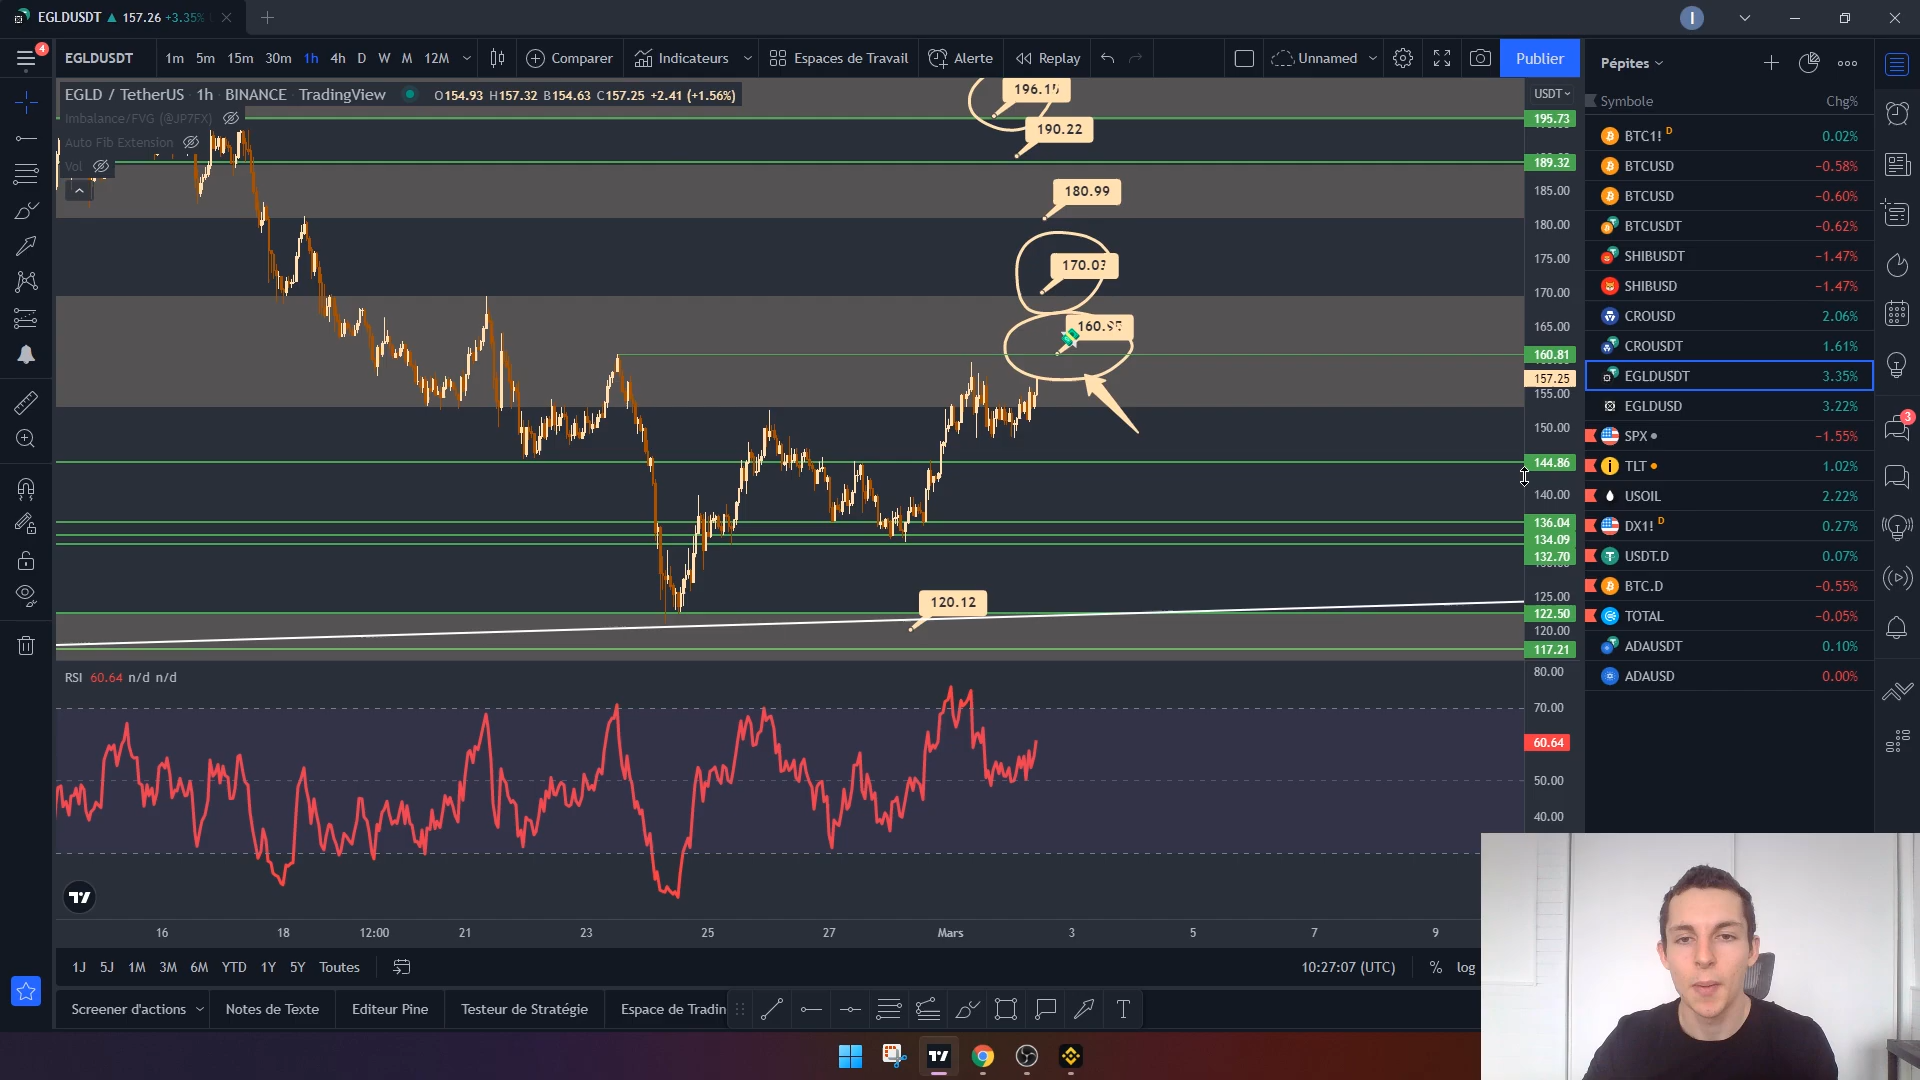 EGLDUSDT ▲ 157.26 +3.35%
I
4
EGLDUSDT 1m 5m 15m 30m 1h 4h D W M 12M Comparer Indicateurs Espaces de Travail Alerte Replay Unnamed Publier
EGLD / TetherUS 1h BINANCE TradingView O154.93 H157.32 B154.63 C157.25 +2.41 (+1.56%)
Imbalance/FVG (@JP7FX)
Auto Fib Extension
Vol
196.15
190.22
180.99
170.03
160.95
120.12
USDT
195.73
189.32
185.00
180.00
175.00
170.00
165.00
160.81
157.25
155.00
150.00
144.86
140.00
136.04
134.09
132.70
125.00
122.50
120.00
117.21
RSI 60.64 n/d n/d
80.00
70.00
60.64
50.00
40.00
16 18 12:00 21 23 25 27 Mars 3 5 7 9
1J 5J 1M 3M 6M YTD 1Y 5Y Toutes
10:27:07 (UTC) % log
Screener d'actions Notes de Texte Editeur Pine Testeur de Stratégie Espace de Tradin
Pépites
Symbole Chg%
BTC1! D 0.02%
BTCUSD −0.58%
BTCUSD −0.60%
BTCUSDT −0.62%
SHIBUSDT −1.47%
SHIBUSD −1.47%
CROUSD 2.06%
CROUSDT 1.61%
EGLDUSDT 3.35%
EGLDUSD 3.22%
SPX −1.55%
TLT 1.02%
USOIL 2.22%
DX1! D 0.27%
USDT.D 0.07%
BTC.D −0.55%
TOTAL −0.05%
ADAUSDT 0.10%
ADAUSD 0.00%
3